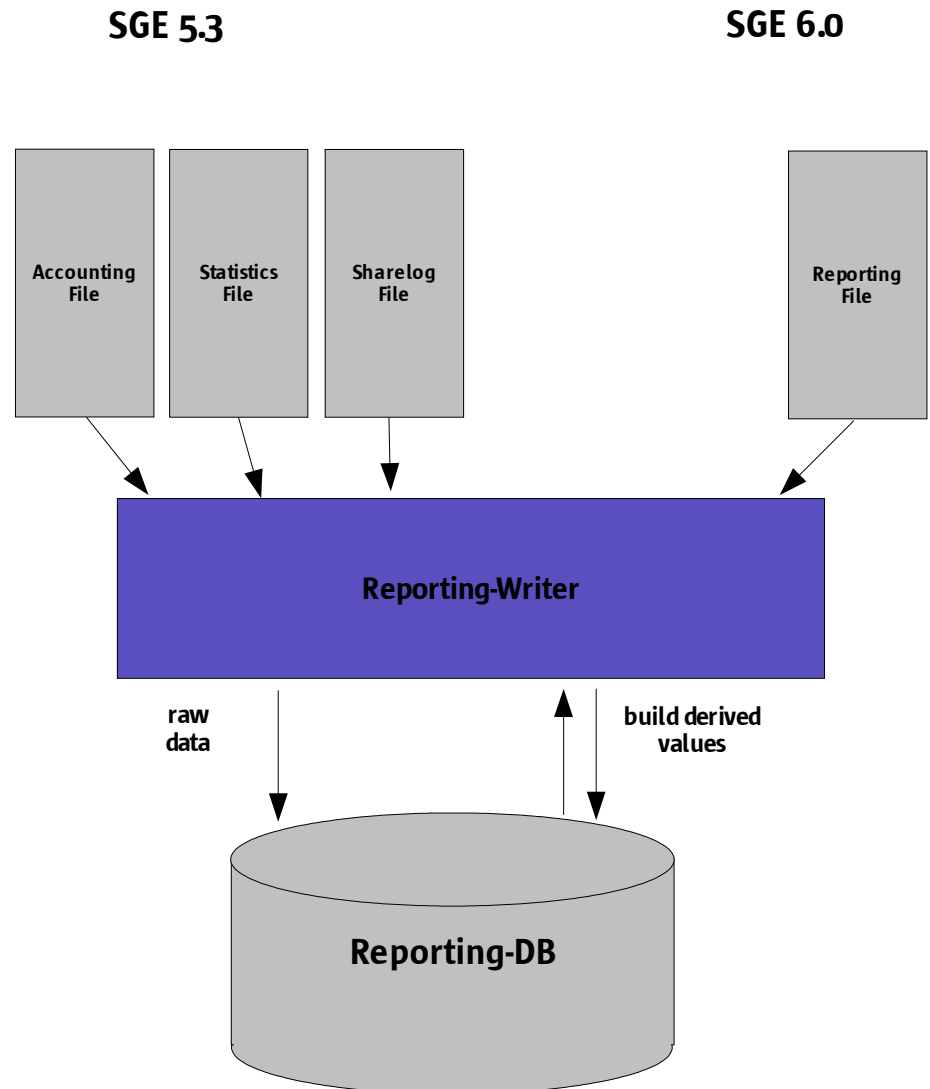 SGE 5.3
SGE 6.0
Accounting
File
Statistics
File
Sharelog
File
Reporting
File
Reporting-Writer
raw
data
build derived
values
Reporting-DB